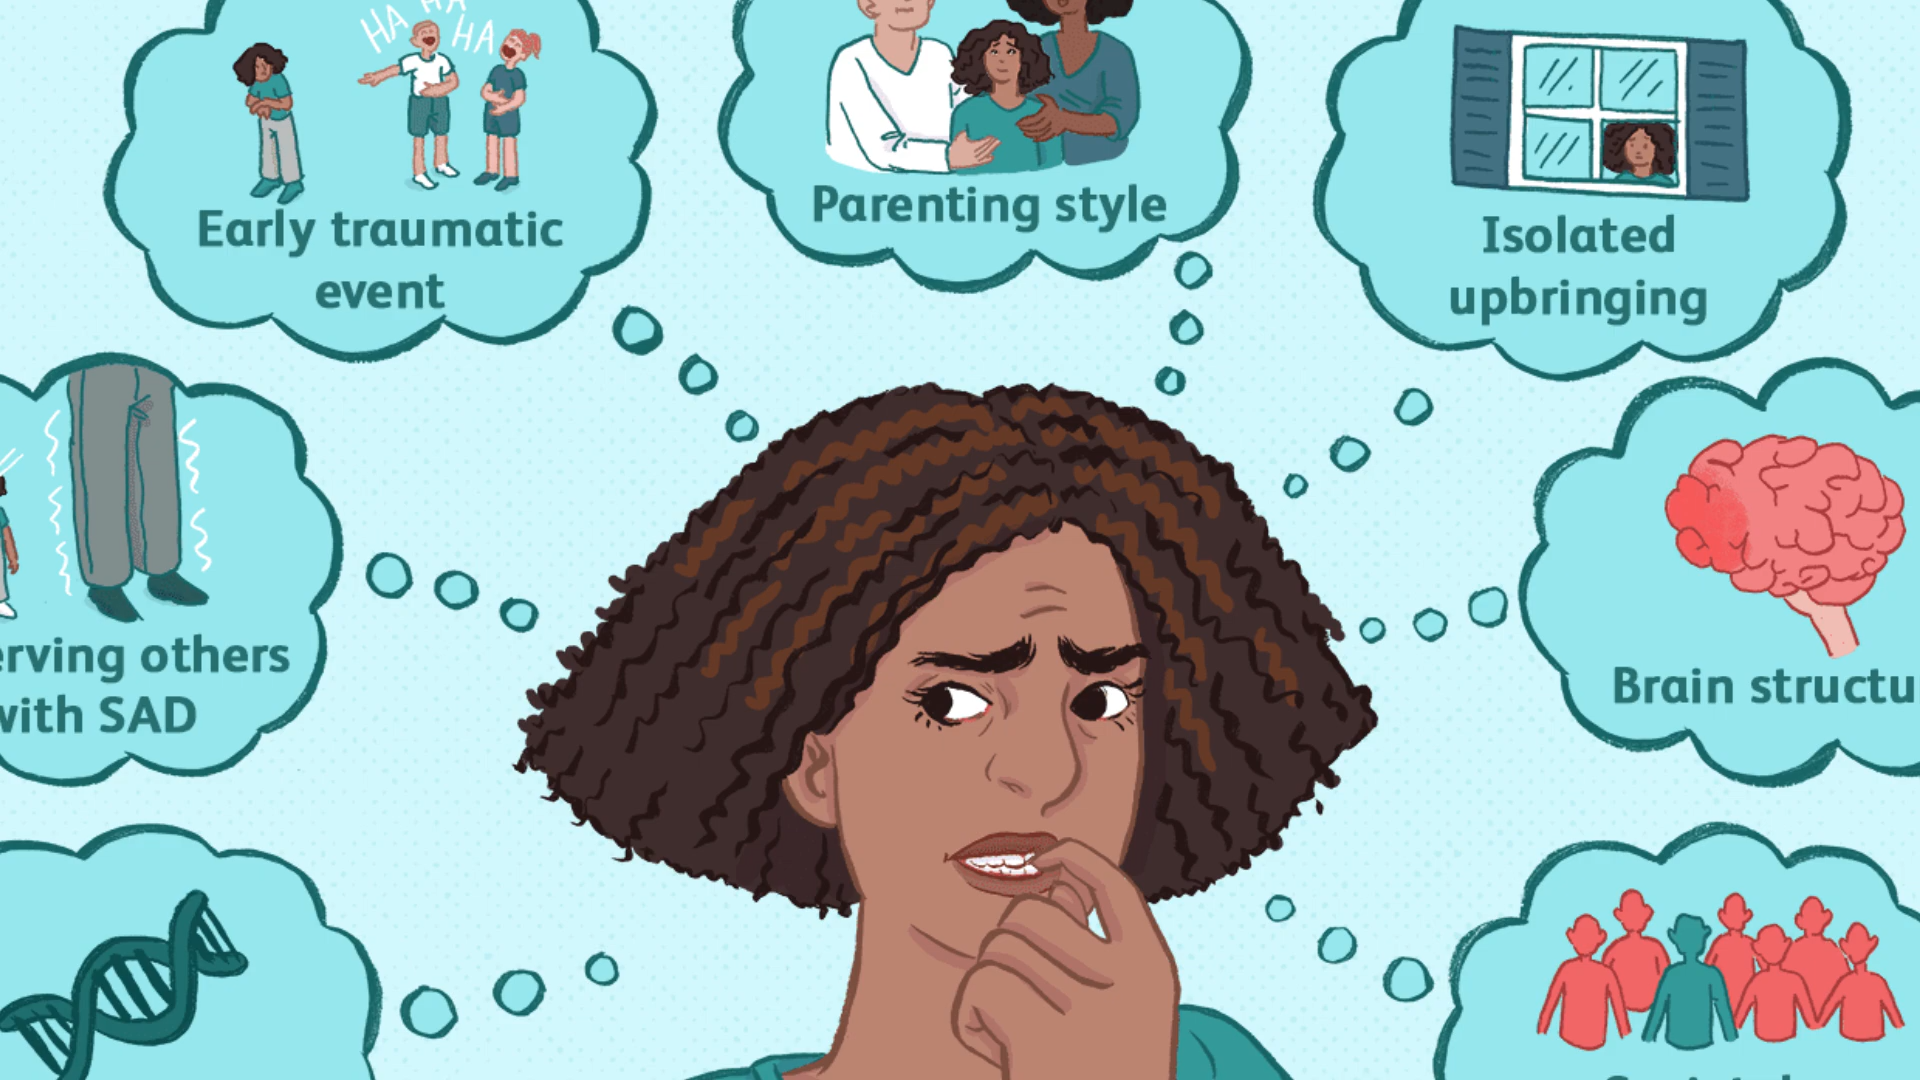 HA HA HA
Early traumatic
event
Parenting style
Isolated
upbringing
erving others
with SAD
Brain structu